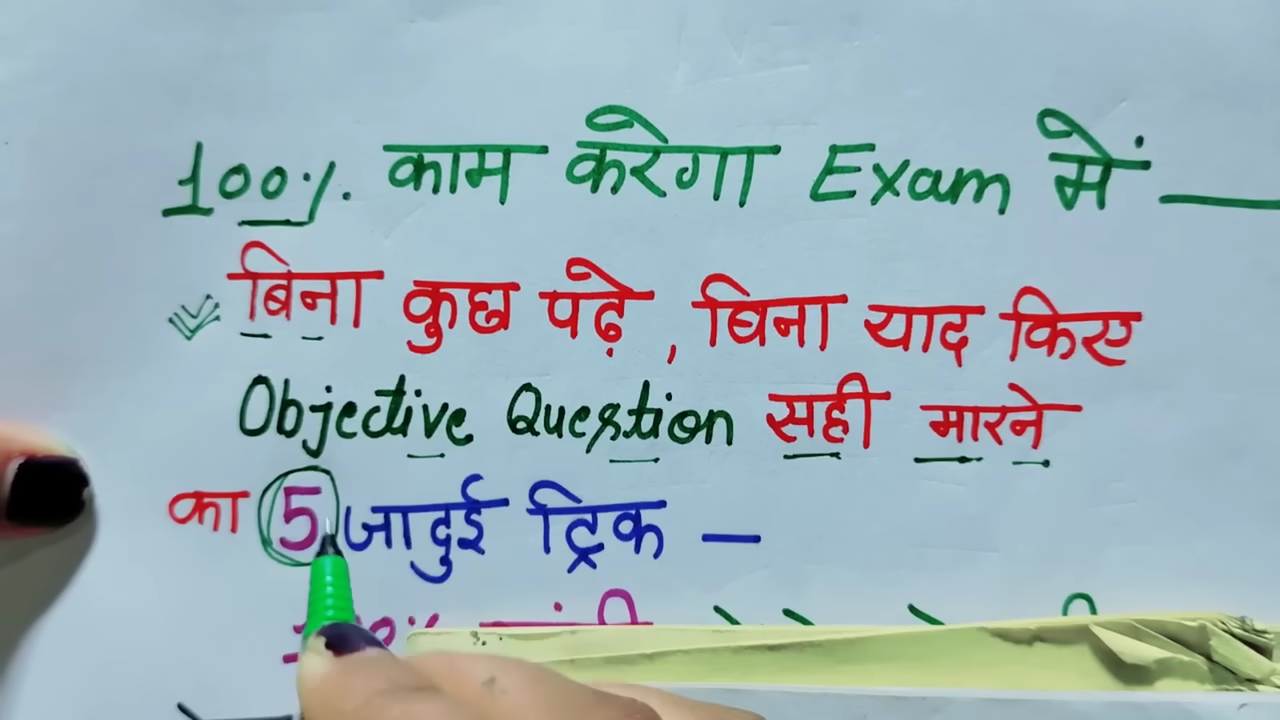 100% काम करेगा Exam में —
बिना कुछ पढ़े, बिना याद किए
Objective Question सही मारने
का 5 जादुई ट्रिक —